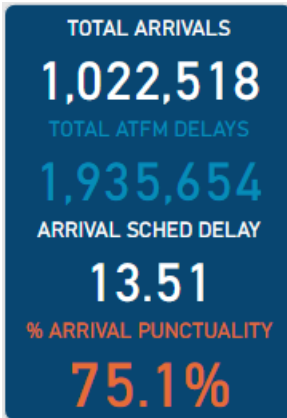 TOTAL ARRIVALS
1,022,518
TOTAL ATFM DELAYS
1,935,654
ARRIVAL SCHED DELAY
13.51
% ARRIVAL PUNCTUALITY
75.1%